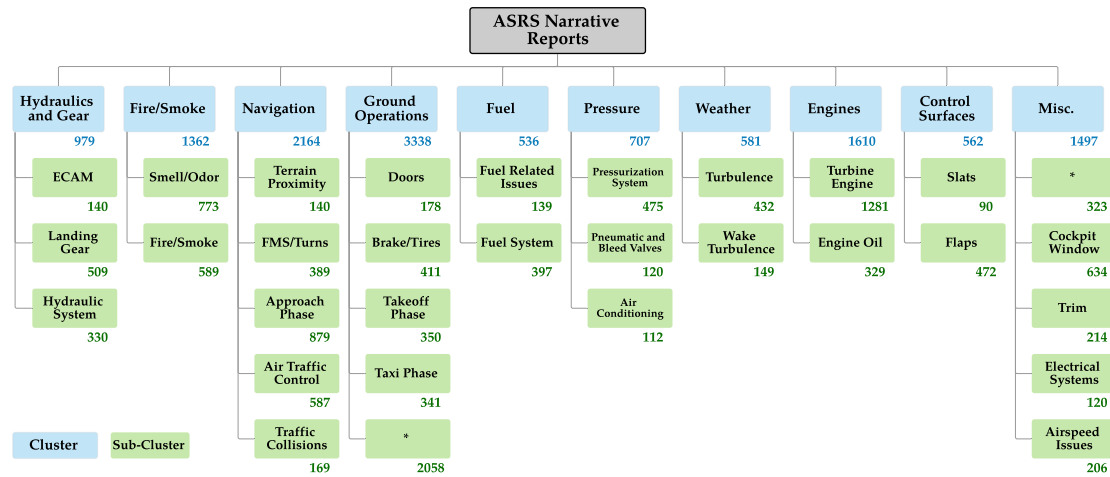 ASRS Narrative
Reports
Hydraulics
and Gear
979
ECAM
140
Landing
Gear
509
Hydraulic
System
330
Fire/Smoke
1362
Smell/Odor
773
Fire/Smoke
589
Navigation
2164
Terrain
Proximity
140
FMS/Turns
389
Approach
Phase
879
Air Traffic
Control
587
Traffic
Collisions
169
Ground
Operations
3338
Doors
178
Brake/Tires
411
Takeoff
Phase
350
Taxi Phase
341
*
2058
Fuel
536
Fuel Related
Issues
139
Fuel System
397
Pressure
707
Pressurization
System
475
Pneumatic and
Bleed Valves
120
Air
Conditioning
112
Weather
581
Turbulence
432
Wake
Turbulence
149
Engines
1610
Turbine
Engine
1281
Engine Oil
329
Control
Surfaces
562
Slats
90
Flaps
472
Misc.
1497
*
323
Cockpit
Window
634
Trim
214
Electrical
Systems
120
Airspeed
Issues
206
Cluster
Sub-Cluster